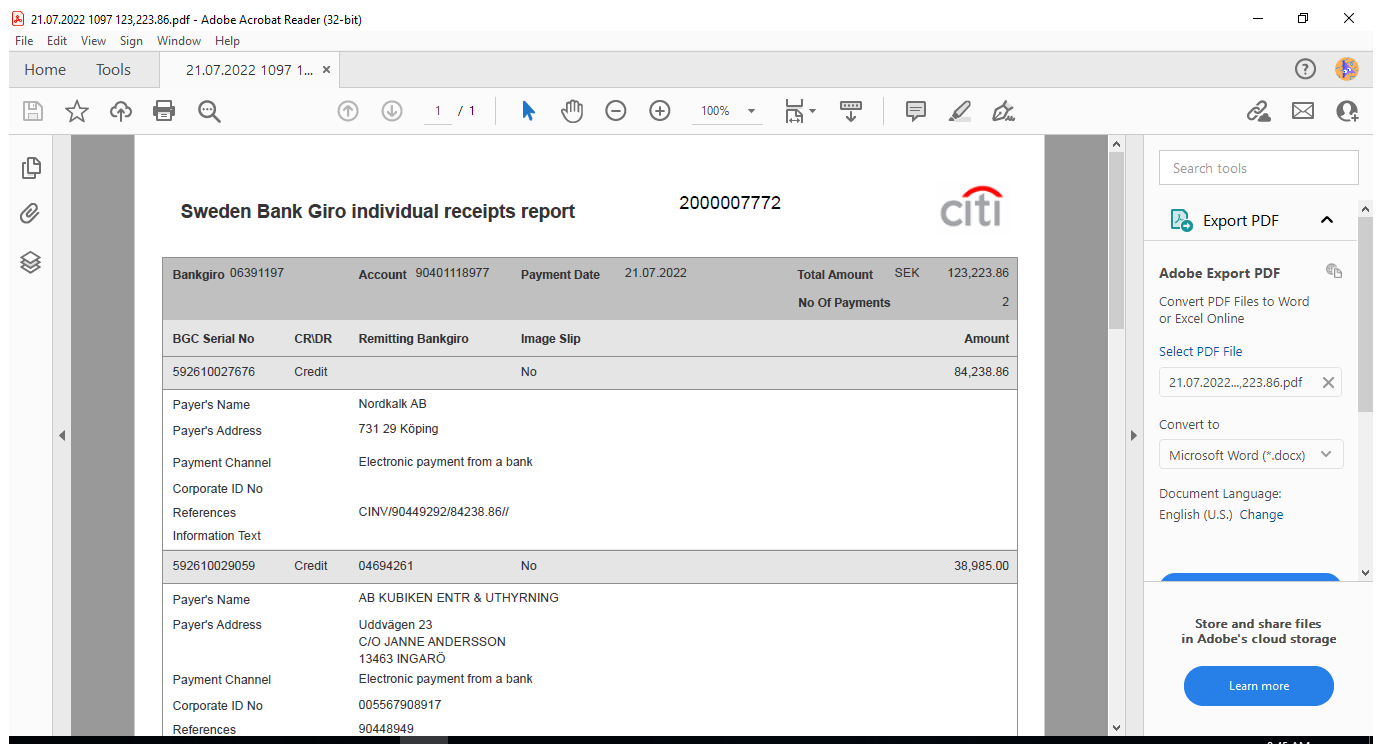 21.07.2022 1097 123,223.86.pdf - Adobe Acrobat Reader (32-bit)
File Edit View Sign Window Help
Home Tools 21.07.2022 1097 1... ×
1 / 1 100%
Sweden Bank Giro individual receipts report 2000007772 citi
Bankgiro 06391197 Account 90401118977 Payment Date 21.07.2022 Total Amount SEK 123,223.86
No Of Payments 2
BGC Serial No CR\DR Remitting Bankgiro Image Slip Amount
592610027676 Credit No 84,238.86
Payer's Name Nordkalk AB
Payer's Address 731 29 Köping
Payment Channel Electronic payment from a bank
Corporate ID No
References CINV/90449292/84238.86//
Information Text
592610029059 Credit 04694261 No 38,985.00
Payer's Name AB KUBIKEN ENTR & UTHYRNING
Payer's Address Uddvägen 23
C/O JANNE ANDERSSON
13463 INGARÖ
Payment Channel Electronic payment from a bank
Corporate ID No 005567908917
References 90448949
Search tools
Export PDF
Adobe Export PDF
Convert PDF Files to Word
or Excel Online
Select PDF File
21.07.2022...,223.86.pdf
Convert to
Microsoft Word (*.docx)
Document Language:
English (U.S.) Change
Store and share files
in Adobe's cloud storage
Learn more